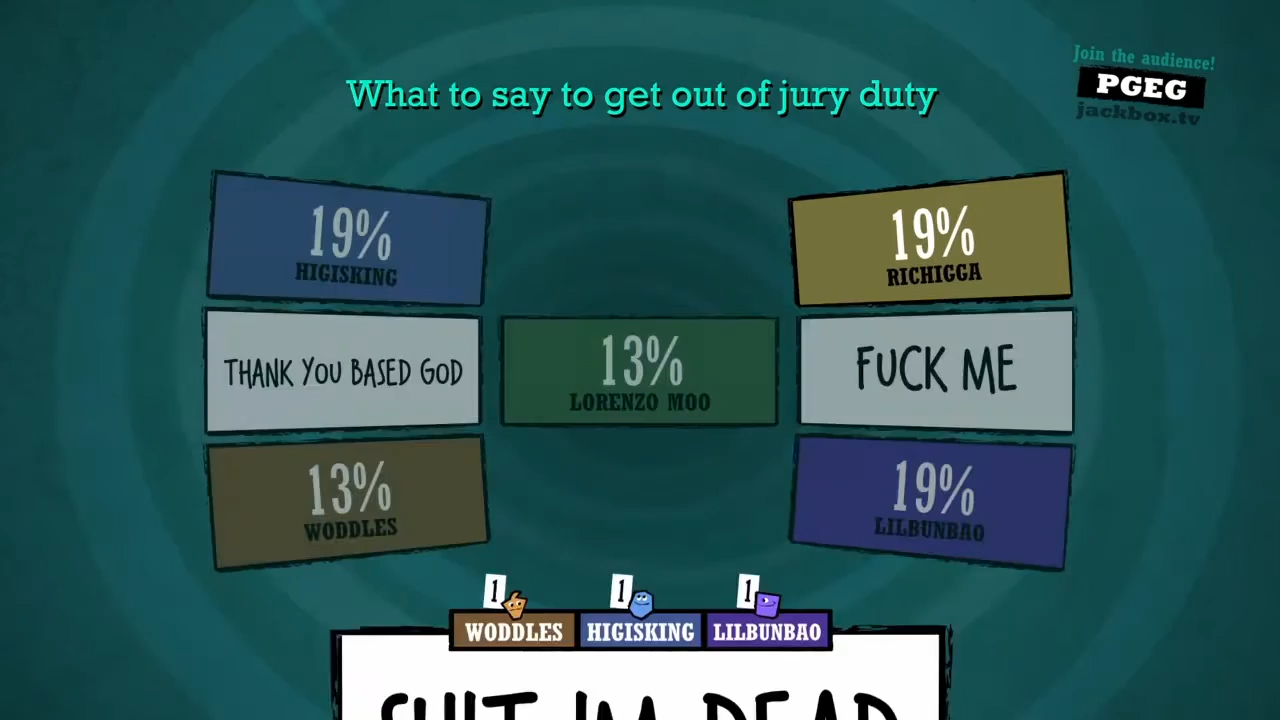 Join the audience!
PGEG
jackbox.tv
What to say to get out of jury duty
19%
HIGISKING
19%
RICHIGGA
THANK YOU BASED GOD
13%
LORENZO MOO
FUCK ME
13%
WODDLES
19%
LILBUNBAO
1 1 1
WODDLES HIGISKING LILBUNBAO
SHIT I'M DEAD